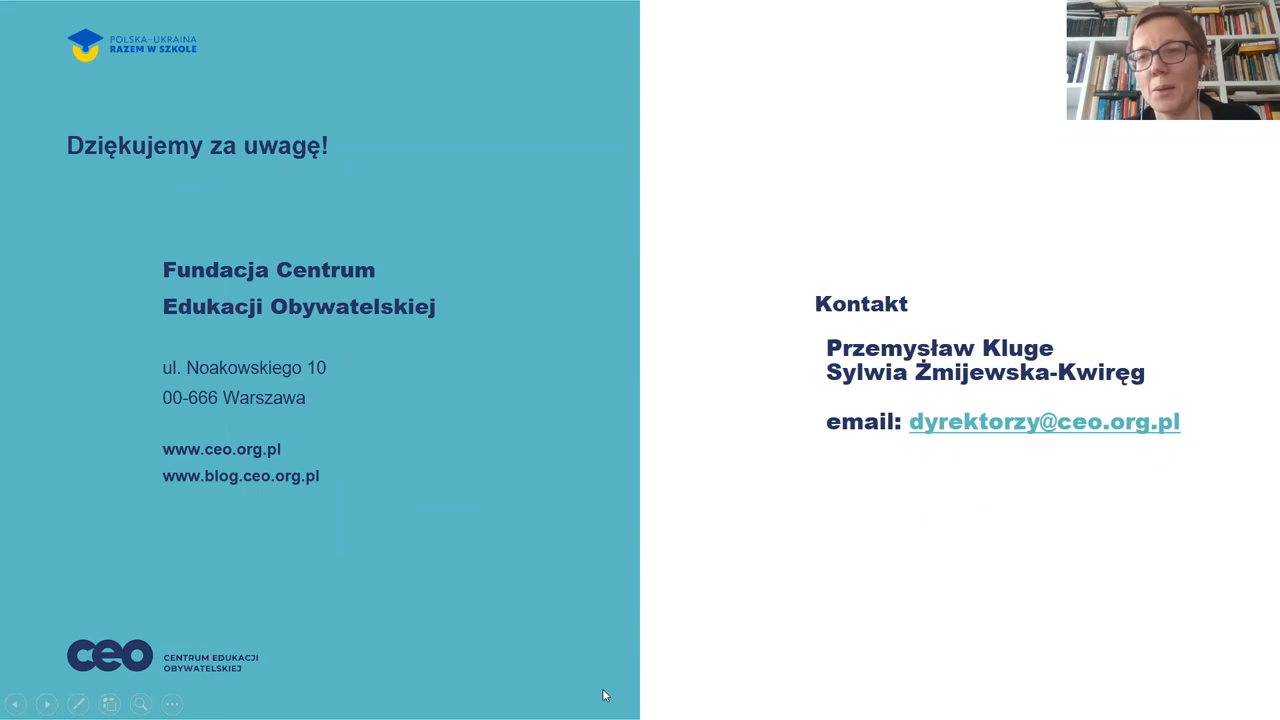 POLSKA-UKRAINA
RAZEM W SZKOLE
Dziękujemy za uwagę!
Fundacja Centrum
Edukacji Obywatelskiej
ul. Noakowskiego 10
00-666 Warszawa
www.ceo.org.pl
www.blog.ceo.org.pl
ceo
CENTRUM EDUKACJI
OBYWATELSKIEJ
Kontakt
Przemysław Kluge
Sylwia Żmijewska-Kwiręg
email: dyrektorzy@ceo.org.pl